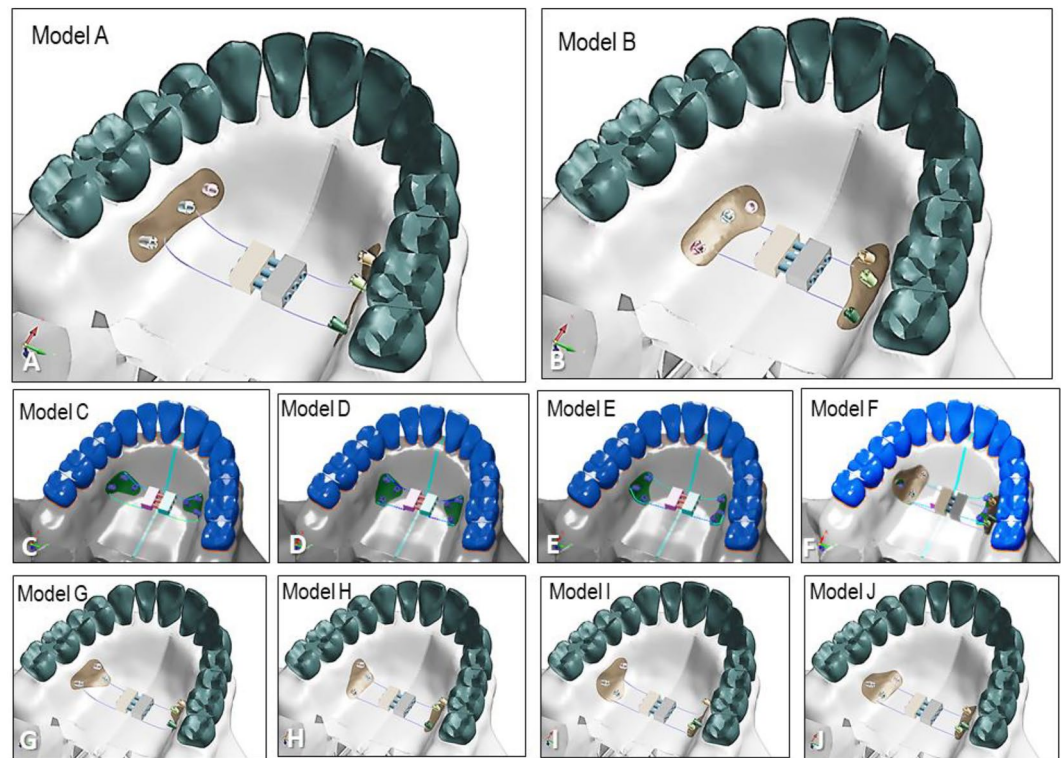 Model A
A
Model B
B
Model C
C
Model D
D
Model E
E
Model F
F
Model G
G
Model H
H
Model I
I
Model J
J